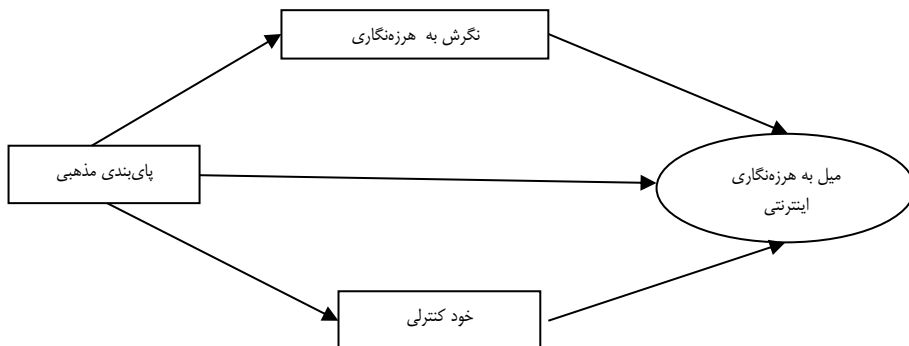 نگرش به هرزه‌نگاری
پای‌بندی مذهبی
میل به هرزه‌نگاری
اینترنتی
خود کنترلی